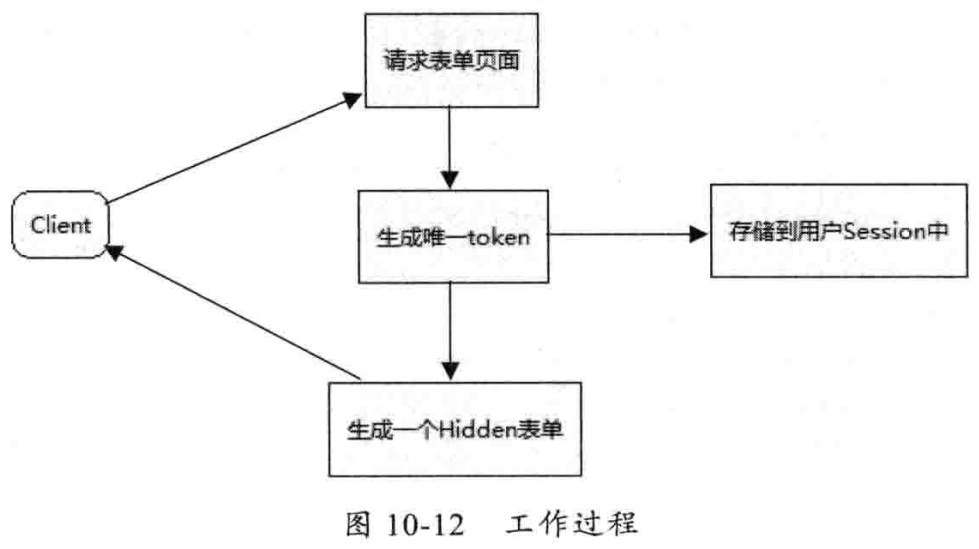 请求表单页面
Client
生成唯一token
存储到用户Session中
生成一个Hidden表单
图 10-12 工作过程